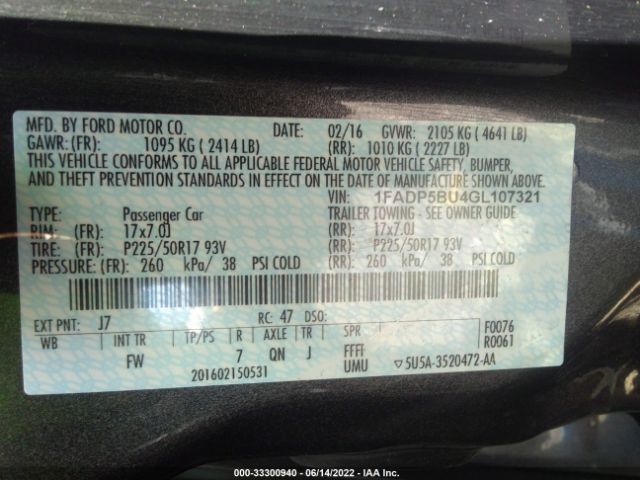 MFD. BY FORD MOTOR CO. DATE: 02/16 GVWR: 2105 KG ( 4641 LB)
GAWR: (FR): 1095 KG ( 2414 LB) (RR): 1010 KG ( 2227 LB)
THIS VEHICLE CONFORMS TO ALL APPLICABLE FEDERAL MOTOR VEHICLE SAFETY, BUMPER,
AND THEFT PREVENTION STANDARDS IN EFFECT ON THE DATE OF MANUFACTURE SHOWN ABOVE.
VIN: 1FADP5BU4GL107321
TYPE: Passenger Car TRAILER TOWING - SEE OWNER GUIDE
RIM: (FR): 17x7.0J (RR): 17x7.0J
TIRE: (FR): P225/50R17 93V (RR): P225/50R17 93V
PRESSURE: (FR): 260 kPa/ 38 PSI COLD (RR): 260 kPa/ 38 PSI COLD
EXT PNT: J7 RC: 47 DSO: F0076
WB INT TR TP/PS R AXLE TR SPR R0061
FW 7 QN J FFFI
UMU 5U5A-3520472-AA
201602150531
000-33300940 - 06/14/2022 - IAA Inc.